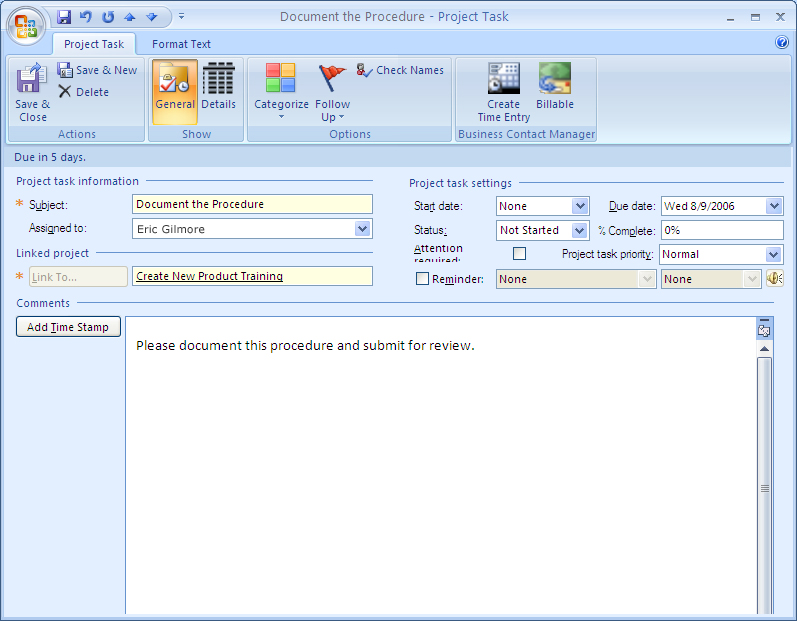 Document the Procedure - Project Task
Project Task Format Text
Save & Close
Save & New
Delete
Actions
General
Details
Show
Categorize
Follow Up
Check Names
Options
Create Time Entry
Billable
Business Contact Manager
Due in 5 days.
Project task information
* Subject: Document the Procedure
Assigned to: Eric Gilmore
Linked project
* Link To... Create New Product Training
Project task settings
Start date: None Due date: Wed 8/9/2006
Status: Not Started % Complete: 0%
Attention required: Project task priority: Normal
Reminder: None None
Comments
Add Time Stamp
Please document this procedure and submit for review.